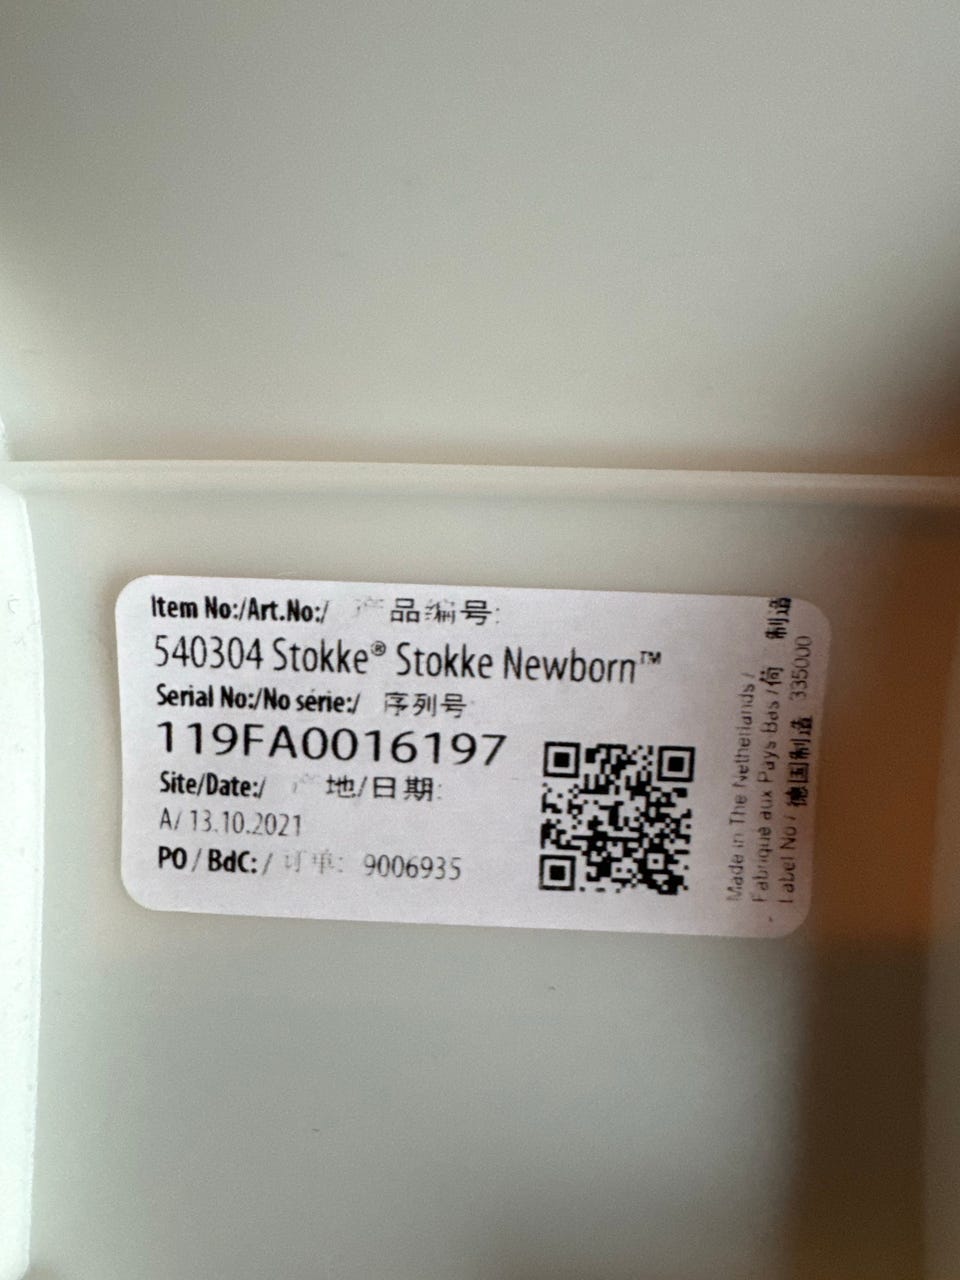 Item No:/Art.No:/ 产品编号:
540304 Stokke® Stokke Newborn™
Serial No:/No série:/ 序列号
119FA0016197
Site/Date:/ 地/日期:
A/ 13.10.2021
PO / BdC: / 订单: 9006935
Made in The Netherlands /
Fabriqué aux Pays-Bas /荷 制造
Label No / 德国制造 335000